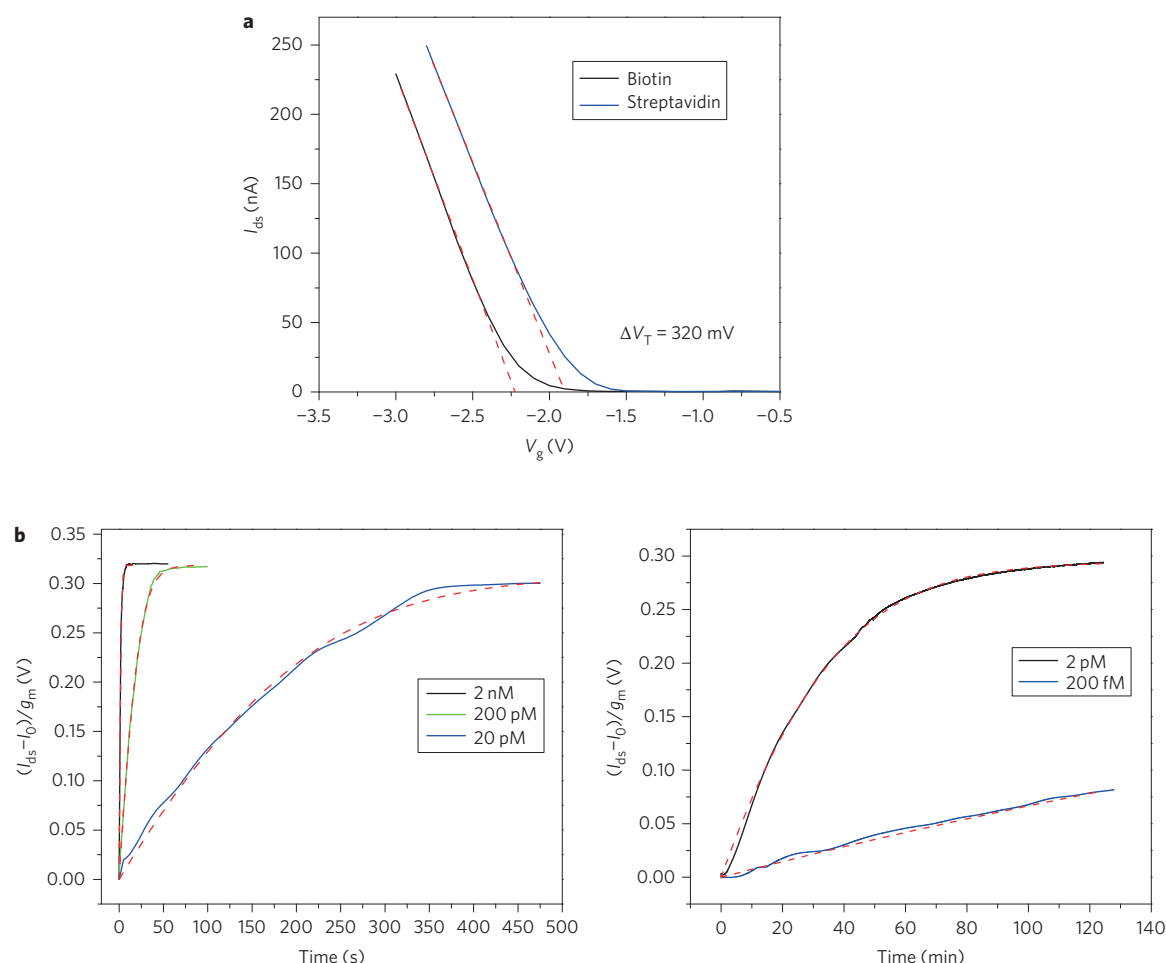 a
250
200
150
100
50
0
I_ds (nA)
Biotin
Streptavidin
ΔV_T = 320 mV
−3.5 −3.0 −2.5 −2.0 −1.5 −1.0 −0.5
V_g (V)
b
0.35
0.30
0.25
0.20
0.15
0.10
0.05
0.00
(I_ds−I_0)/g_m (V)
2 nM
200 pM
20 pM
0 50 100 150 200 250 300 350 400 450 500
Time (s)
0.30
0.25
0.20
0.15
0.10
0.05
0.00
(I_ds−I_0)/g_m (V)
2 pM
200 fM
0 20 40 60 80 100 120 140
Time (min)